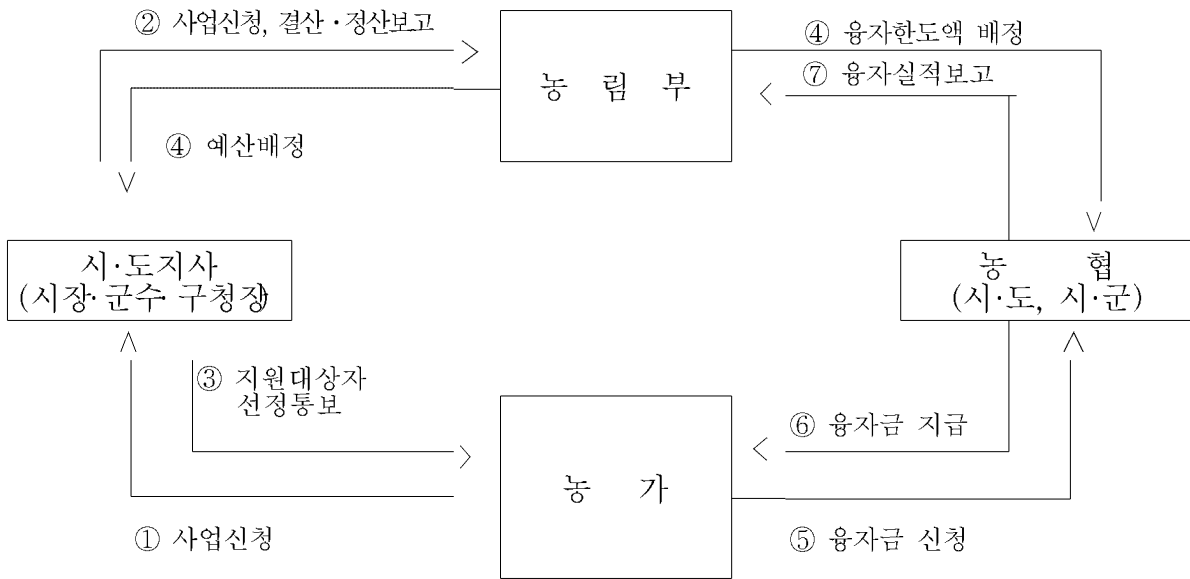 ② 사업신청, 결산·정산보고
④ 융자한도액 배정
⑦ 융자실적보고
농 림 부
④ 예산배정
시·도지사
(시장·군수·구청장)
농 협
(시·도, 시·군)
③ 지원대상자
선정통보
⑥ 융자금 지급
농 가
① 사업신청
⑤ 융자금 신청